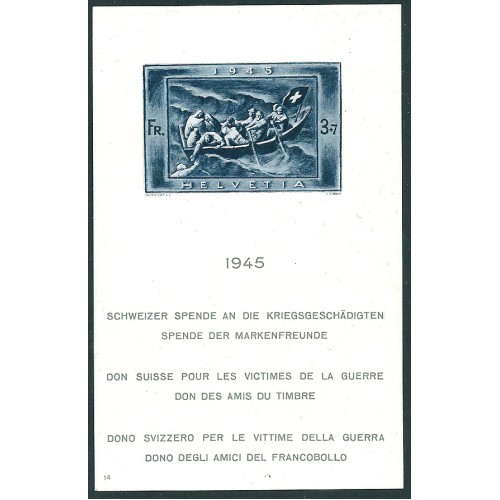 1945
FR. 3+7
HELVETIA
1945
SCHWEIZER SPENDE AN DIE KRIEGSGESCHÄDIGTEN
SPENDE DER MARKENFREUNDE
DON SUISSE POUR LES VICTIMES DE LA GUERRE
DON DES AMIS DU TIMBRE
DONO SVIZZERO PER LE VITTIME DELLA GUERRA
DONO DEGLI AMICI DEL FRANCOBOLLO
14